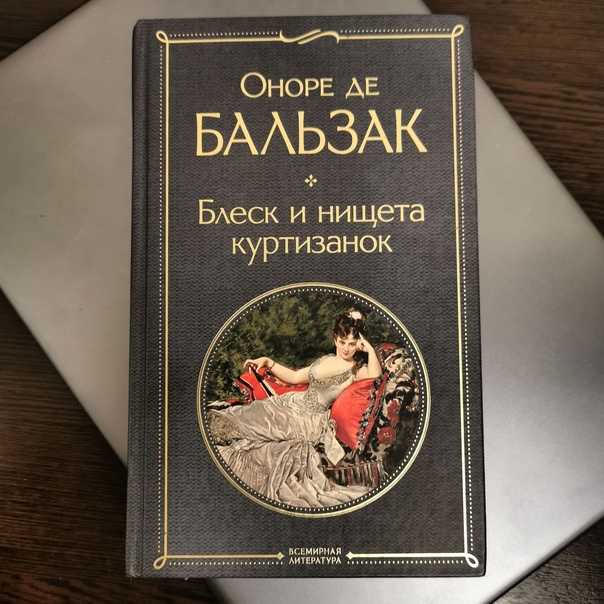 Оноре де
БАЛЬЗАК
Блеск и нищета
куртизанок
ВСЕМИРНАЯ
ЛИТЕРАТУРА